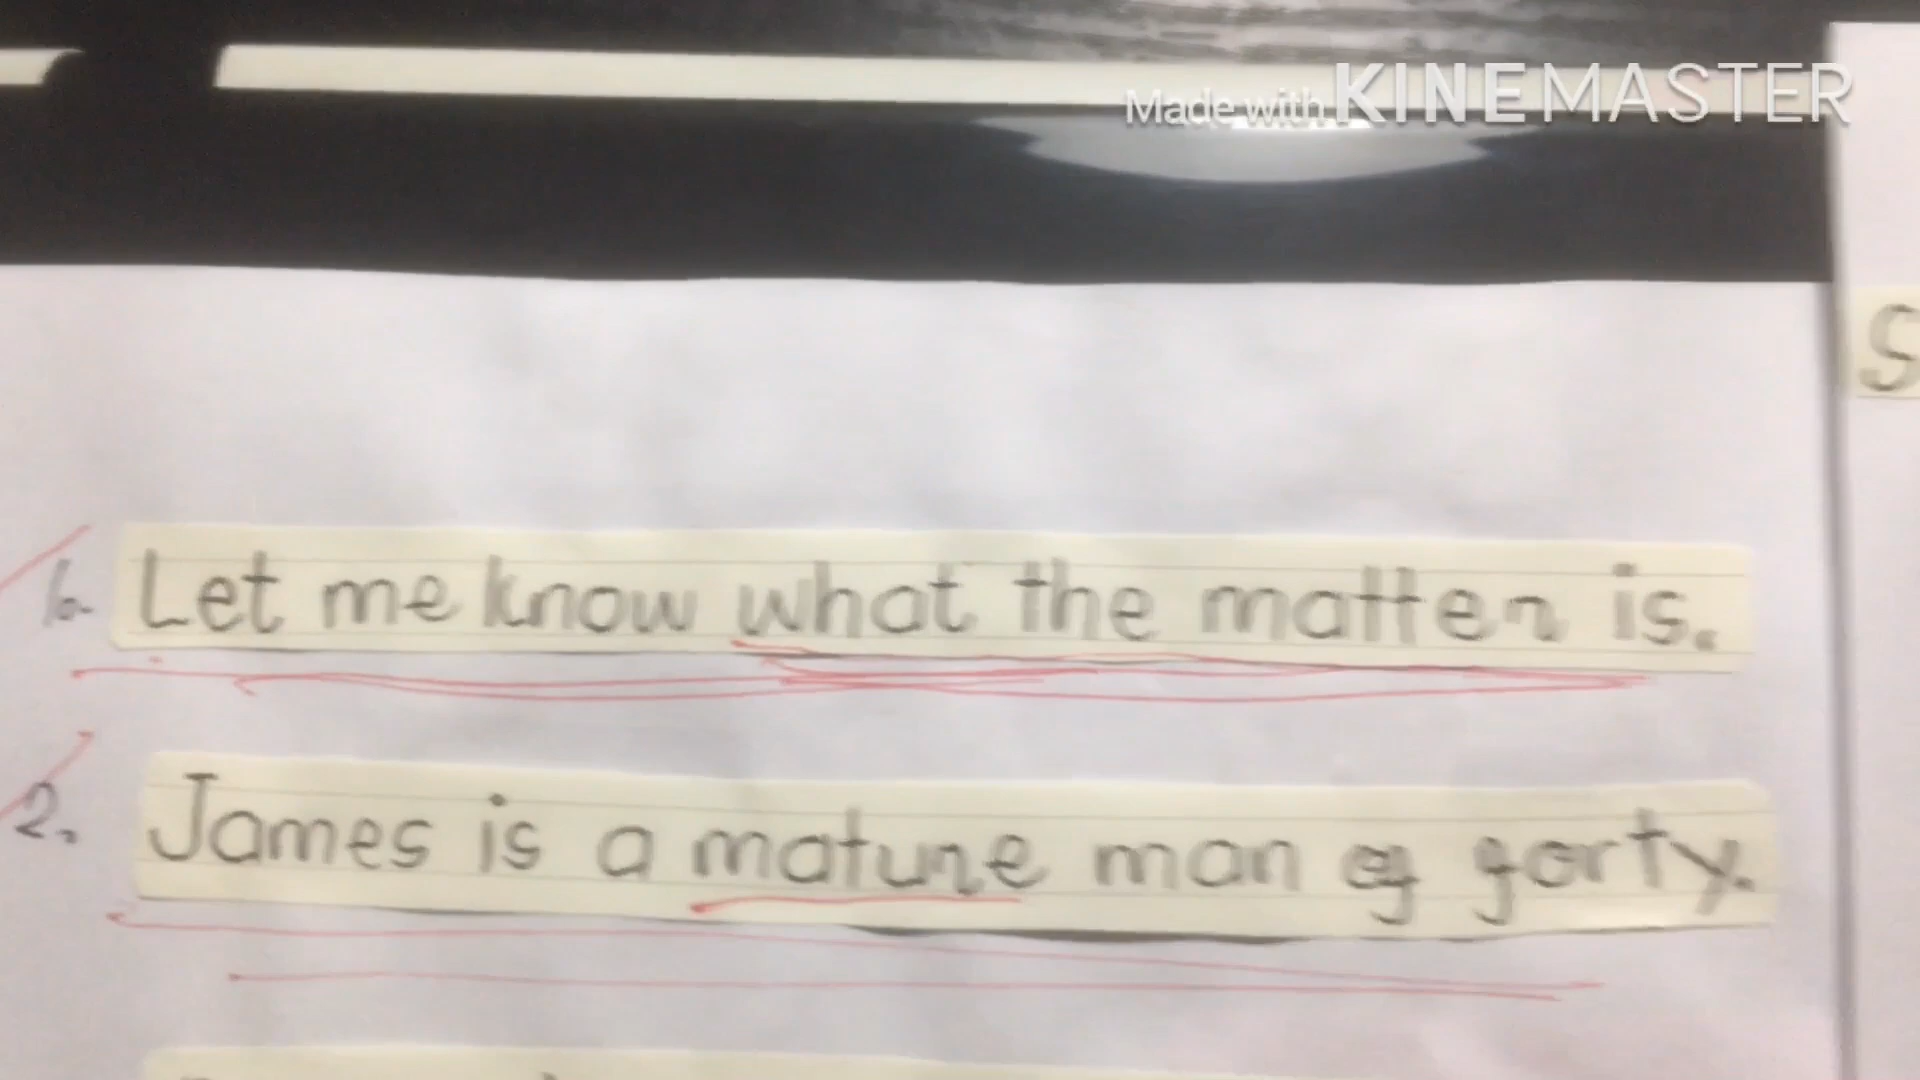 Made with KINEMASTER
1. Let me know what the matter is.
2. James is a mature man of forty.